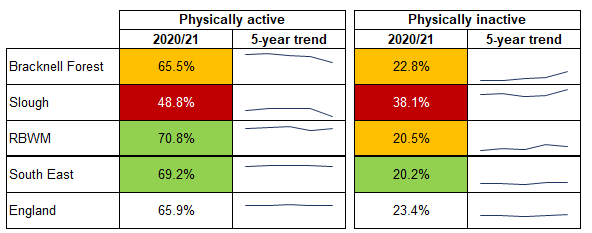 Physically active Physically inactive
2020/21 5-year trend 2020/21 5-year trend
Bracknell Forest 65.5% 22.8%
Slough 48.8% 38.1%
RBWM 70.8% 20.5%
South East 69.2% 20.2%
England 65.9% 23.4%